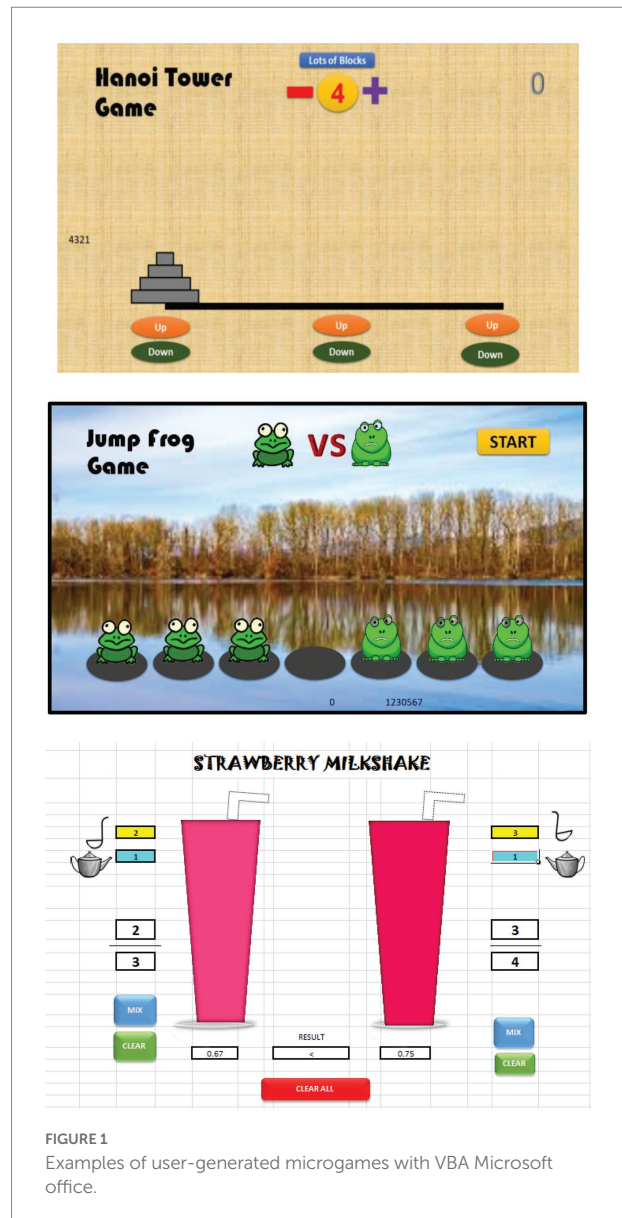 Hanoi Tower
Game
Lots of Blocks
4
0
4321
Up
Up
Up
Down
Down
Down
Jump Frog
Game
VS
START
0
1230567
STRAWBERRY MILKSHAKE
2
3
1
1
2
3
3
4
MIX
MIX
CLEAR
CLEAR
RESULT
0.67
<
0.75
CLEAR ALL
FIGURE 1
Examples of user-generated microgames with VBA Microsoft
office.